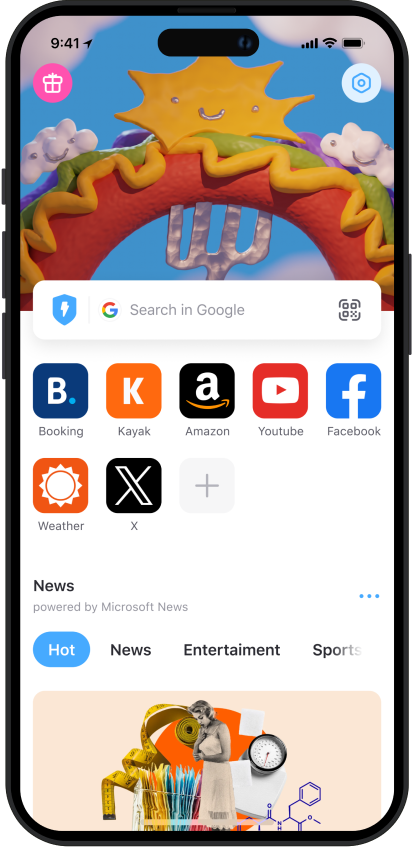 9:41
Search in Google
B.
K
a
X
Booking
Kayak
Amazon
Youtube
Facebook
Weather
X
News
powered by Microsoft News
Hot
News
Entertaiment
Sports
O
N
H
O